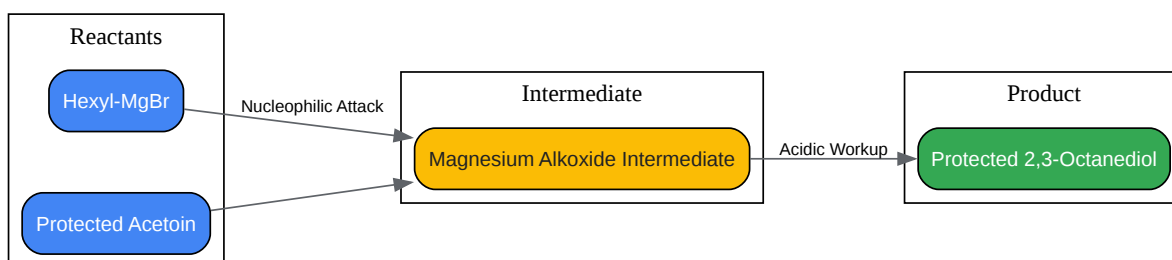 Reactants
Hexyl-MgBr
Protected Acetoin
Nucleophilic Attack
Intermediate
Magnesium Alkoxide Intermediate
Acidic Workup
Product
Protected 2,3-Octanediol